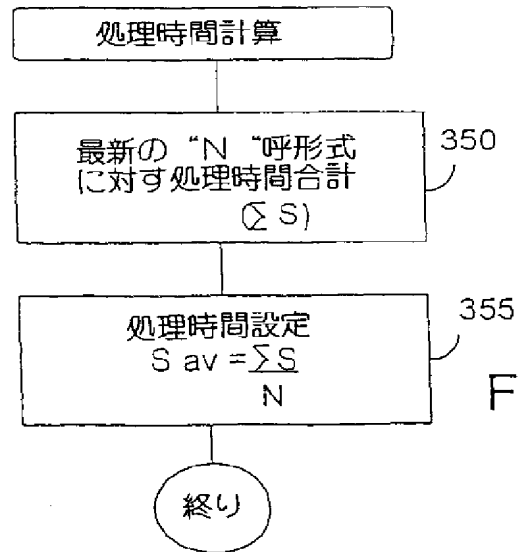 処理時間計算
最新の "N "呼形式
に対す処理時間合計
(∑ S)
350
処理時間設定
S av = ∑S
N
355
F
終り